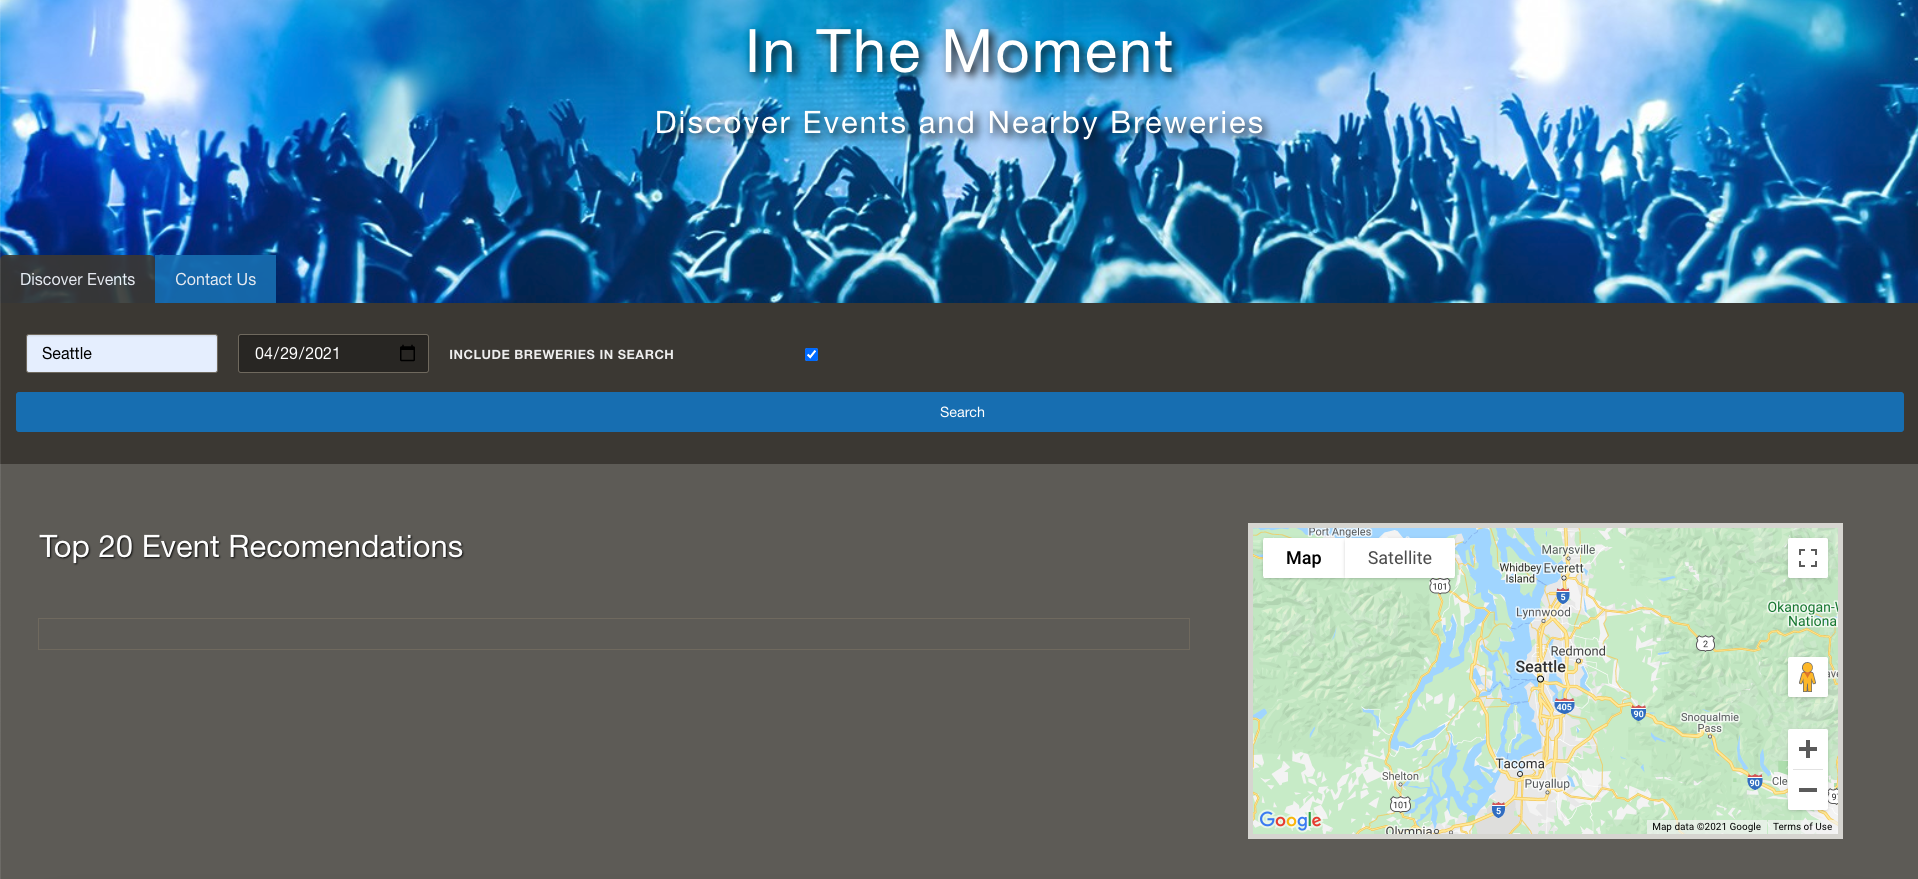 In The Moment
Discover Events and Nearby Breweries
Discover Events
Contact Us
Seattle
04/29/2021
INCLUDE BREWERIES IN SEARCH
Search
Top 20 Event Recomendations
Port Angeles
Map
Satellite
Marysville
Whidbey
Island
Everett
101
5
Lynnwood
Okanogan-
National
2
Redmond
Seattle
405
90
Snoqualmie
Pass
Tacoma
Shelton
Puyallup
90
101
5
Olympia
Google
Map data ©2021 Google
Terms of Use